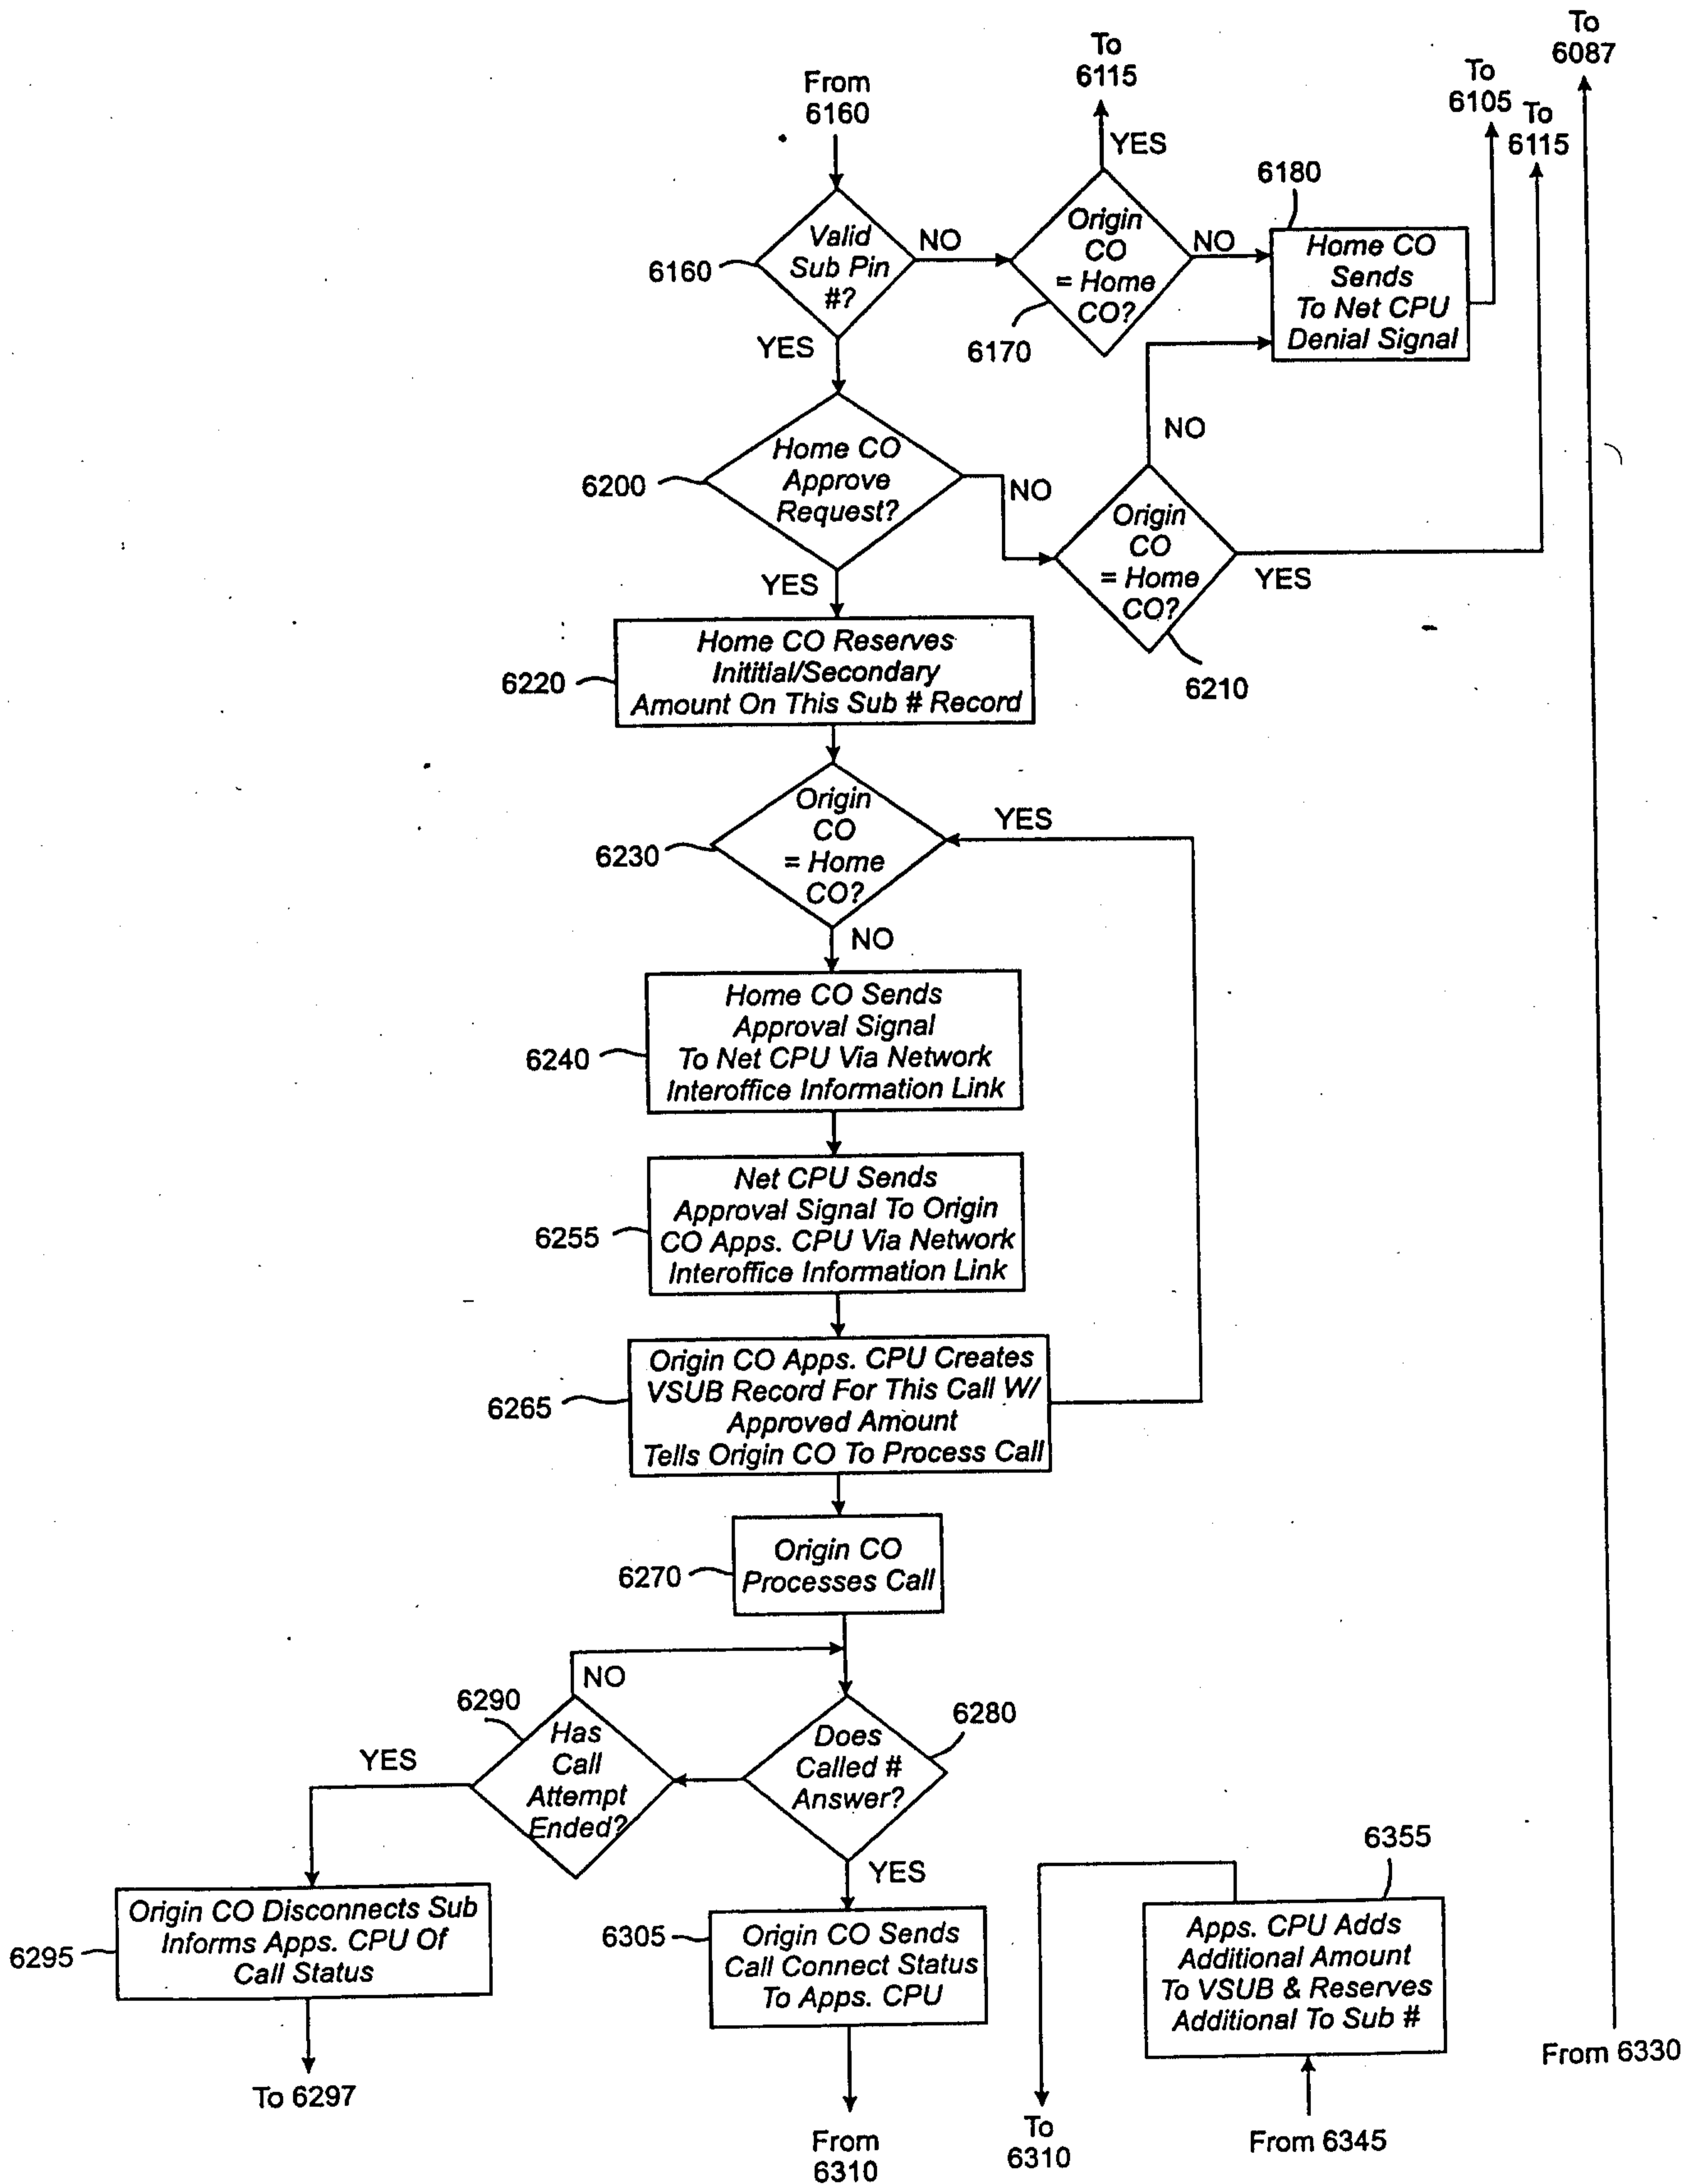 To
6087
To
6115
To
6105
To
6115
From
6160
YES
6180
6160
Valid
Sub Pin
#?
NO
Origin
CO
= Home
CO?
NO
Home CO
Sends
To Net CPU
Denial Signal
6170
YES
6200
Home CO
Approve
Request?
NO
NO
Origin
CO
= Home
CO?
YES
6210
YES
6220
Home CO Reserves
Inititial/Secondary
Amount On This Sub # Record
6230
Origin
CO
= Home
CO?
YES
NO
6240
Home CO Sends
Approval Signal
To Net CPU Via Network
Interoffice Information Link
6255
Net CPU Sends
Approval Signal To Origin
CO Apps. CPU Via Network
Interoffice Information Link
6265
Origin CO Apps. CPU Creates
VSUB Record For This Call W/
Approved Amount
Tells Origin CO To Process Call
6270
Origin CO
Processes Call
NO
6290
Has
Call
Attempt
Ended?
YES
6280
Does
Called #
Answer?
YES
6295
Origin CO Disconnects Sub
Informs Apps. CPU Of
Call Status
To 6297
6305
Origin CO Sends
Call Connect Status
To Apps. CPU
From
6310
6355
Apps. CPU Adds
Additional Amount
To VSUB & Reserves
Additional To Sub #
To
6310
From 6345
From 6330